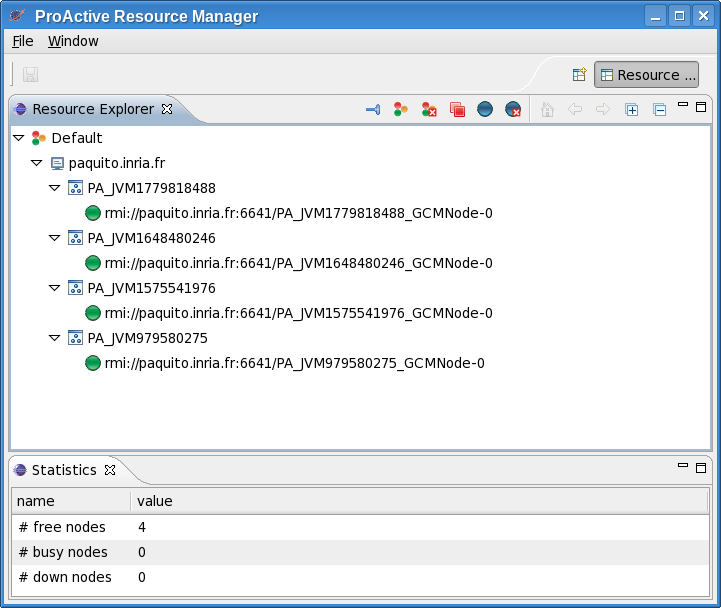 ProActive Resource Manager
File Window
Resource ...
Resource Explorer
Default
paquito.inria.fr
PA_JVM1779818488
rmi://paquito.inria.fr:6641/PA_JVM1779818488_GCMNode-0
PA_JVM1648480246
rmi://paquito.inria.fr:6641/PA_JVM1648480246_GCMNode-0
PA_JVM1575541976
rmi://paquito.inria.fr:6641/PA_JVM1575541976_GCMNode-0
PA_JVM979580275
rmi://paquito.inria.fr:6641/PA_JVM979580275_GCMNode-0
Statistics
name value
# free nodes 4
# busy nodes 0
# down nodes 0